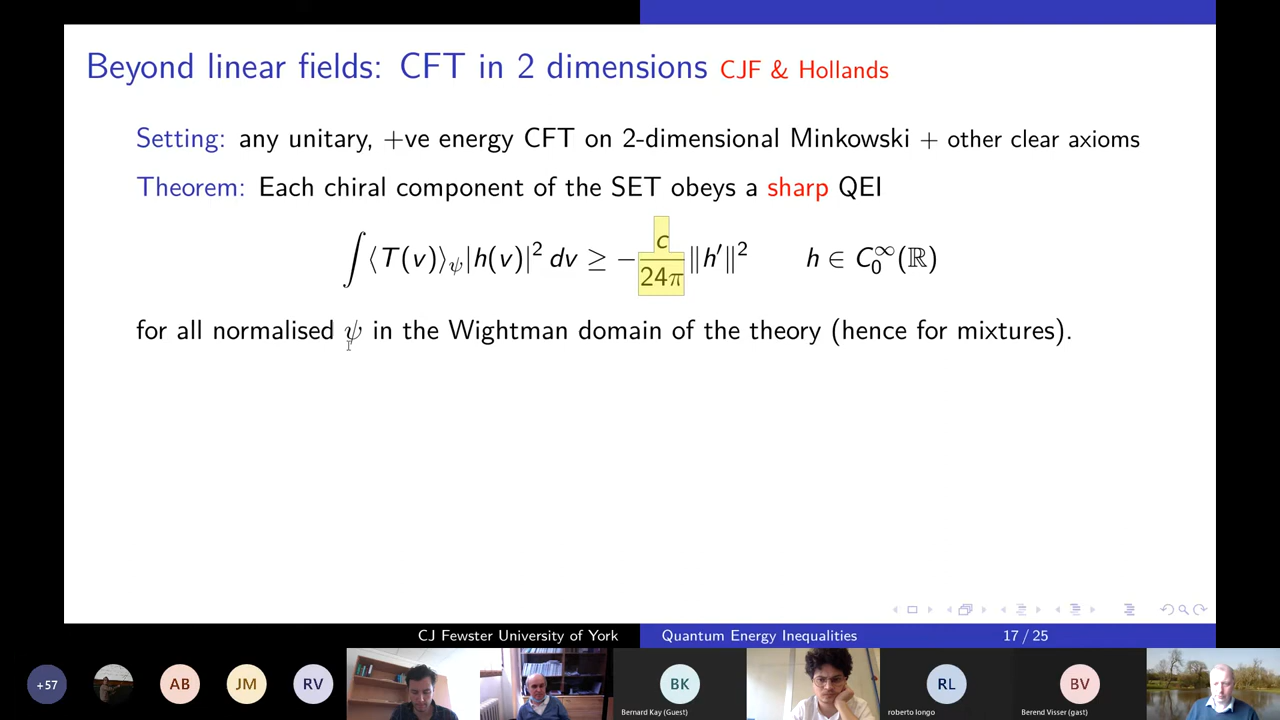 Beyond linear fields: CFT in 2 dimensions CJF & Hollands
Setting: any unitary, +ve energy CFT on 2-dimensional Minkowski + other clear axioms
Theorem: Each chiral component of the SET obeys a sharp QEI
∫⟨T(v)⟩ψ|h(v)|² dv ≥ −c/24π ‖h′‖² h ∈ C₀^∞(ℝ)
for all normalised ψ in the Wightman domain of the theory (hence for mixtures).
CJ Fewster University of York Quantum Energy Inequalities 17 / 25
+57 AB JM RV BK RL BV
Bernard Kay (Guest) roberto longo Berend Visser (gast)